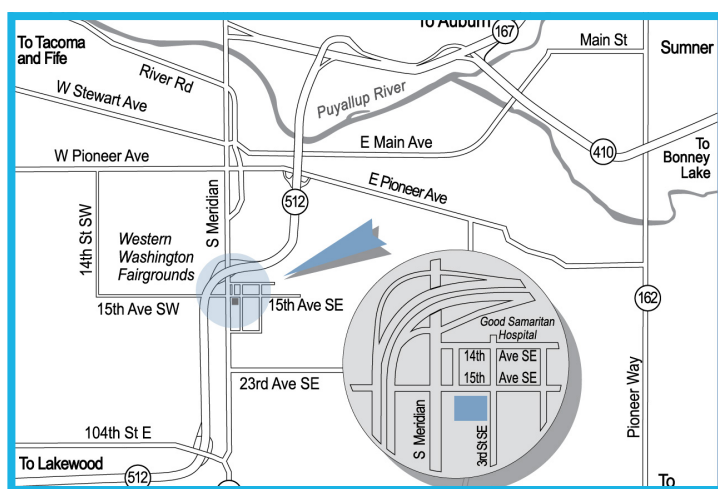 To Auburn
167
To Tacoma
and Fife
Main St
Sumner
River Rd
W Stewart Ave
Puyallup River
E Main Ave
410
To
Bonney
Lake
W Pioneer Ave
E Pioneer Ave
512
14th St SW
S Meridian
Western
Washington
Fairgrounds
15th Ave SW
15th Ave SE
162
Good Samaritan
Hospital
14th Ave SE
15th Ave SE
23rd Ave SE
S Meridian
3rd St SE
Pioneer Way
104th St E
To Lakewood
512
To